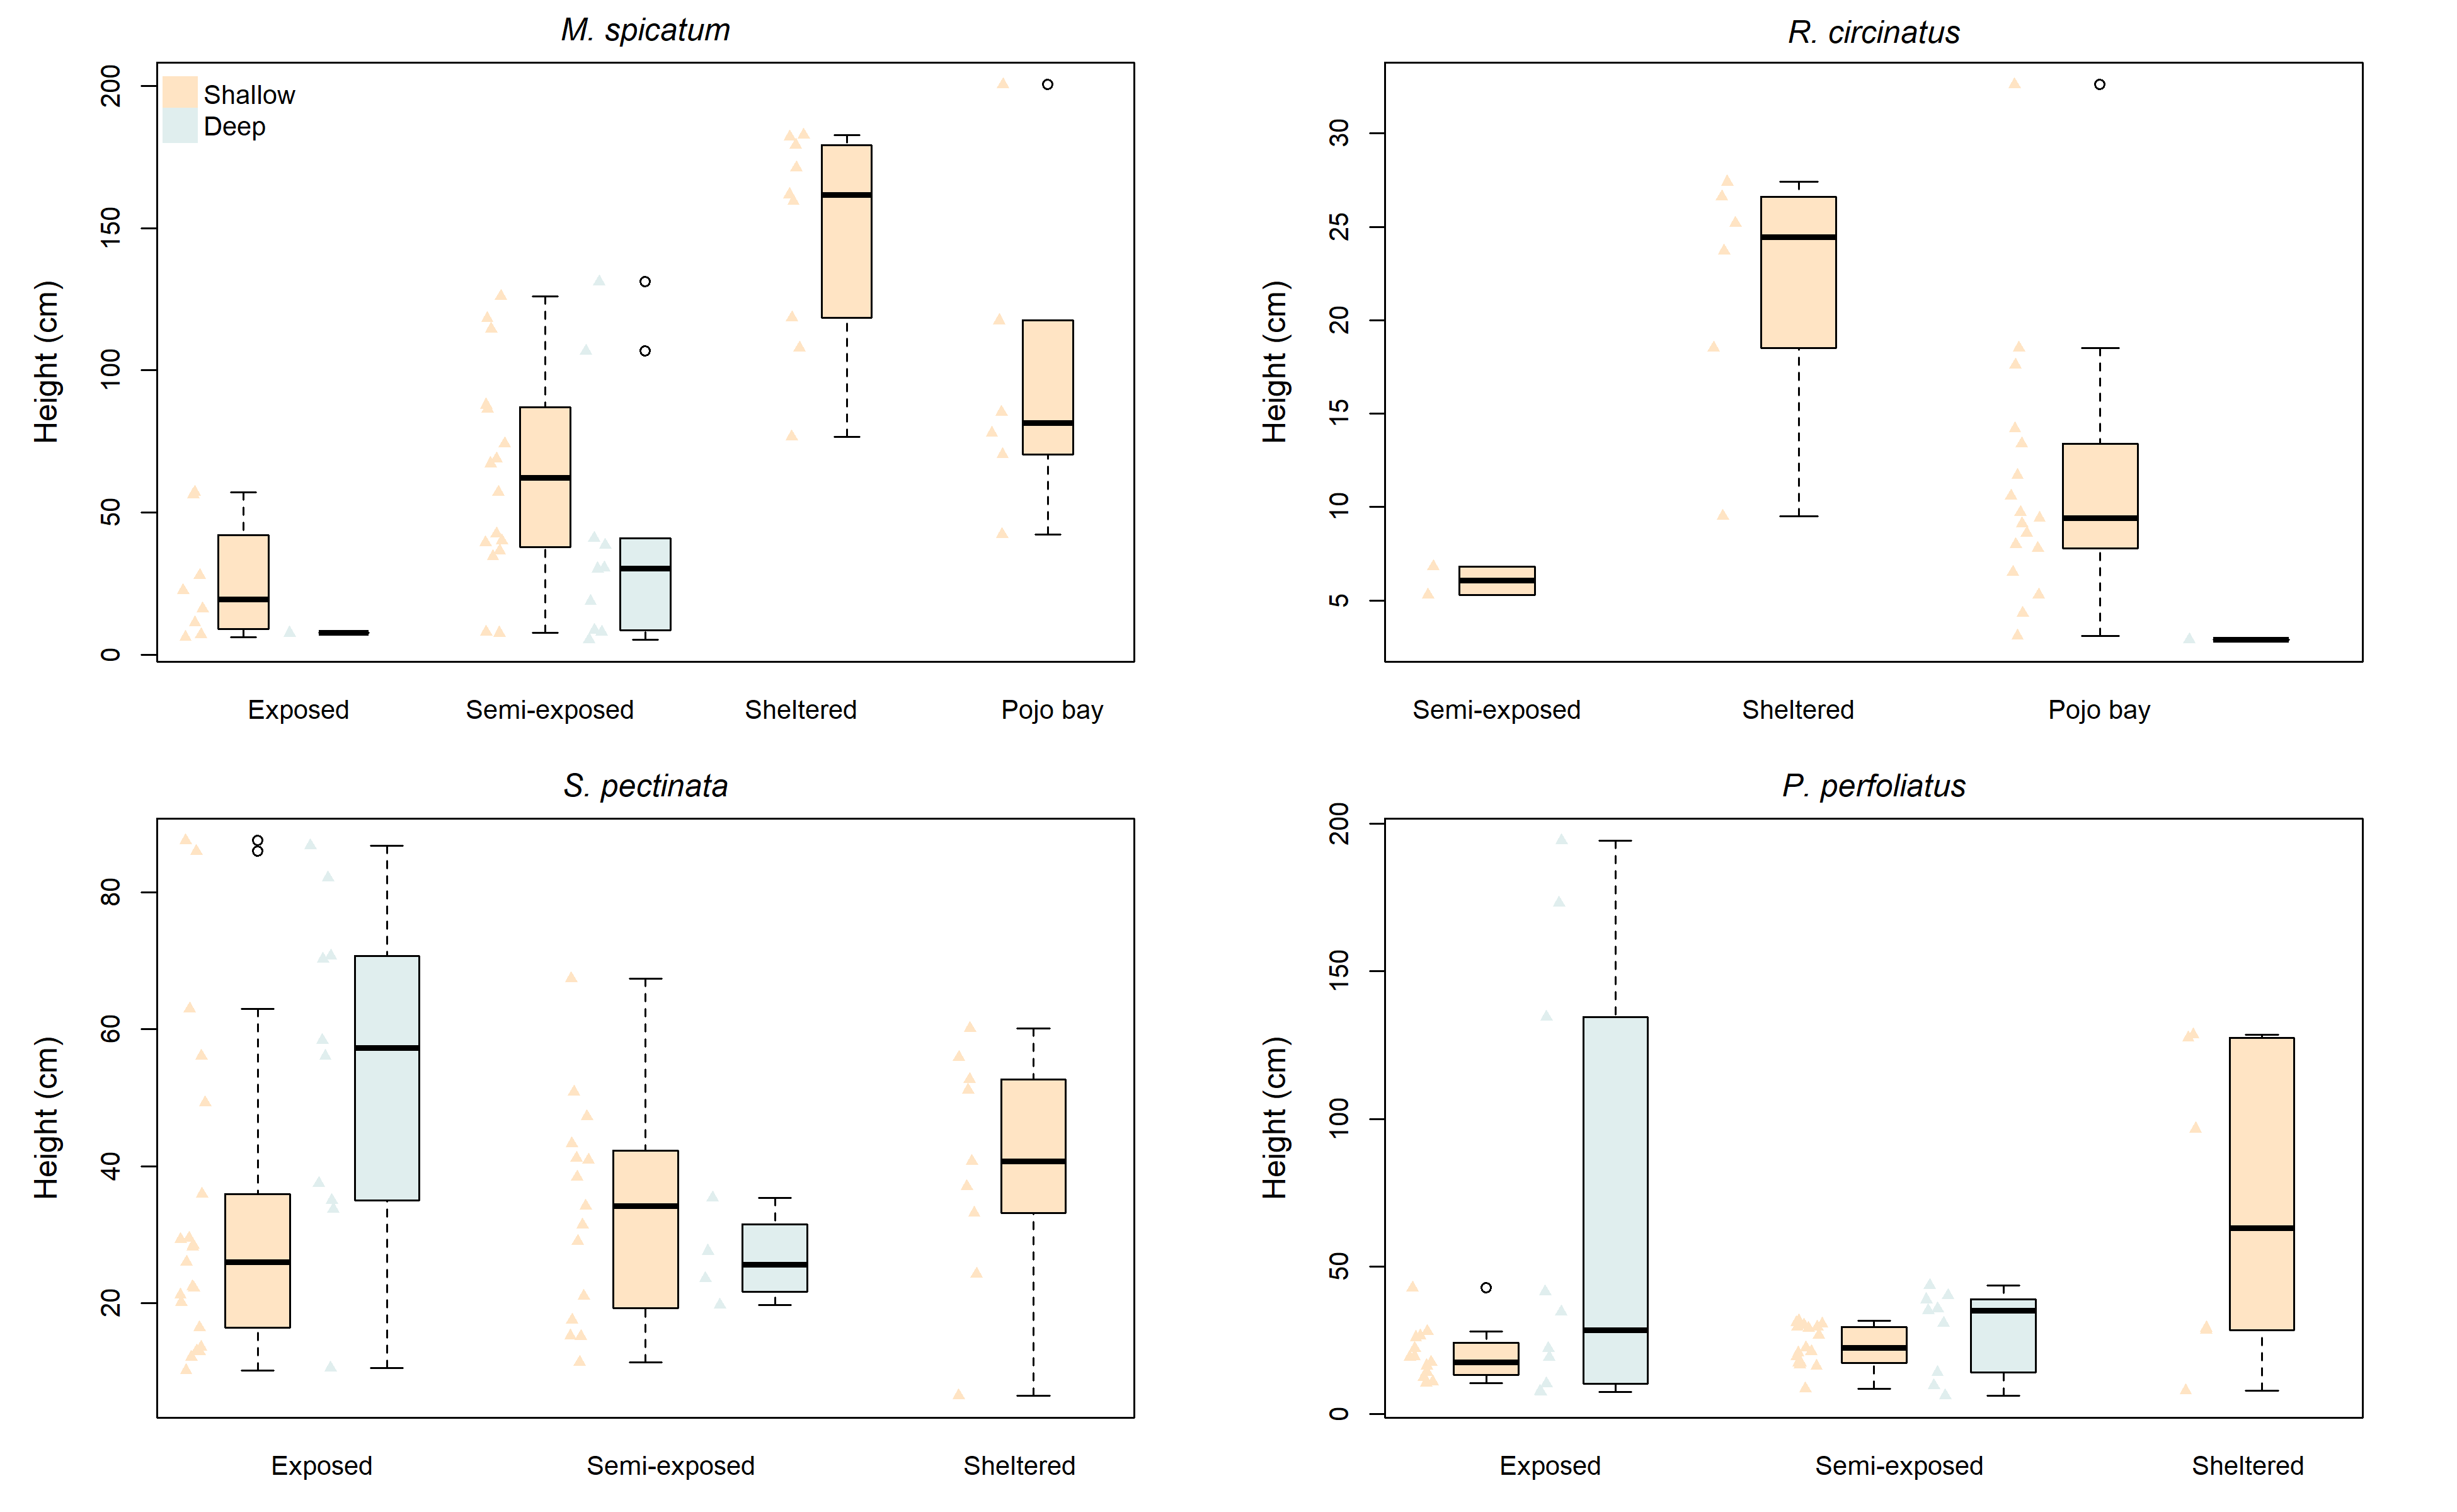 M. spicatum
Shallow
Deep
Height (cm)
200
150
100
50
0
Exposed Semi-exposed Sheltered Pojo bay
R. circinatus
Height (cm)
30
25
20
15
10
5
Semi-exposed Sheltered Pojo bay
S. pectinata
Height (cm)
80
60
40
20
Exposed Semi-exposed Sheltered
P. perfoliatus
Height (cm)
200
150
100
50
0
Exposed Semi-exposed Sheltered